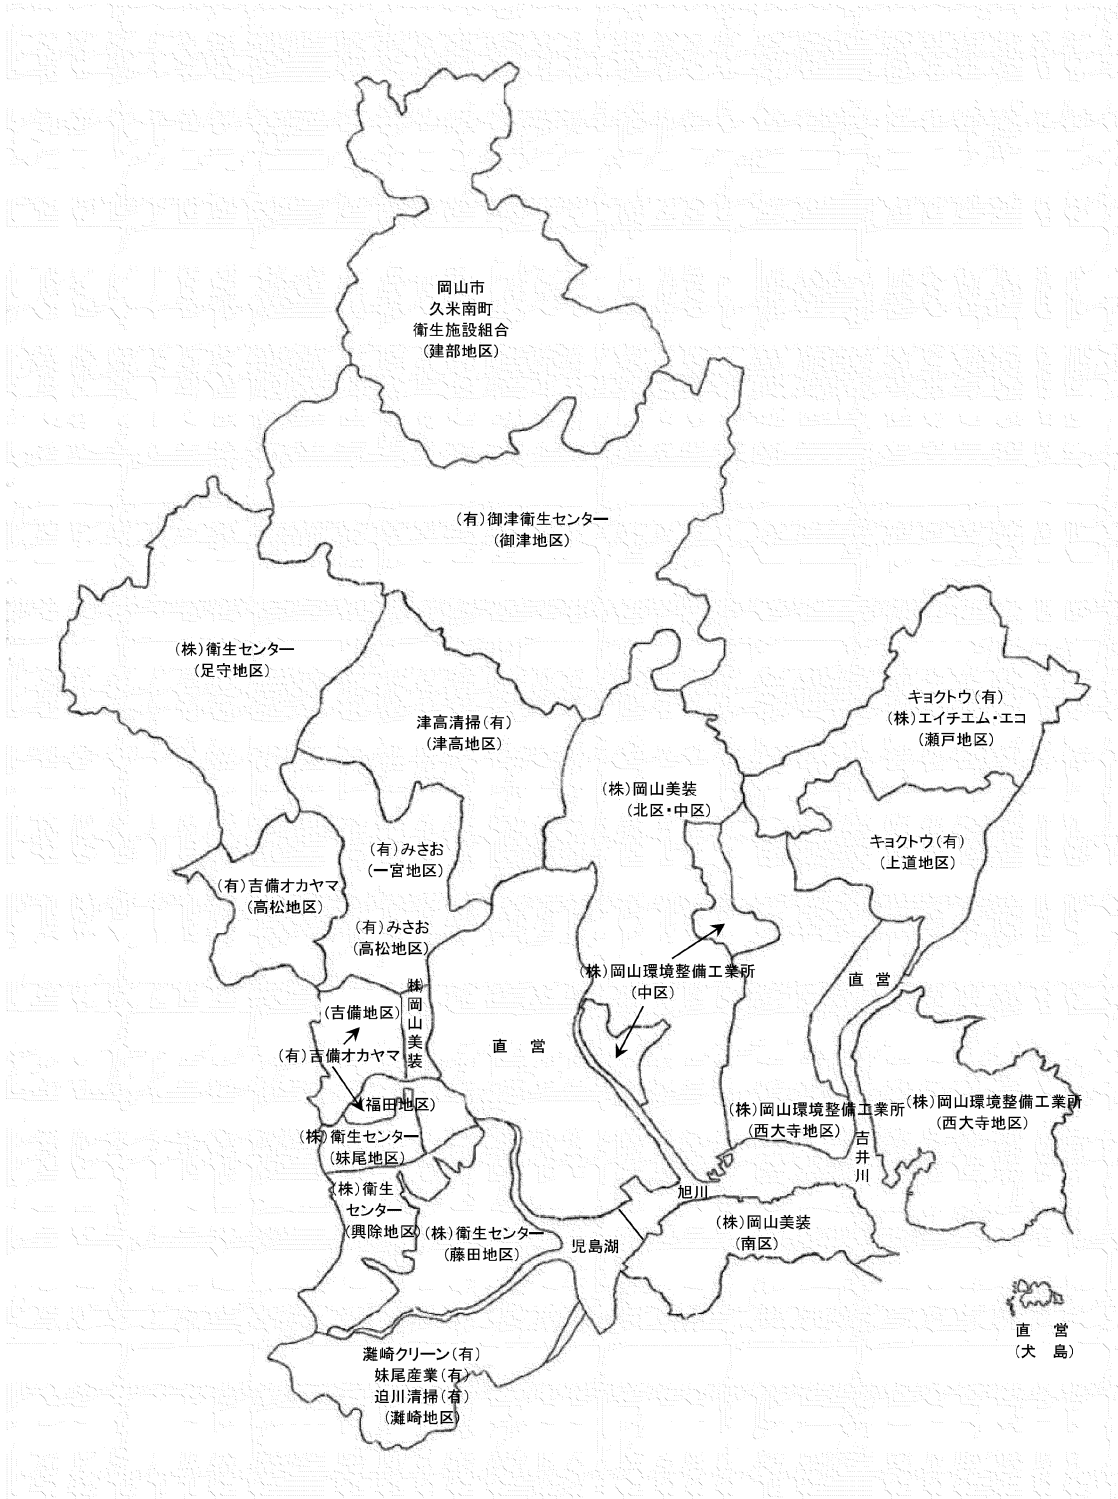 岡山市
久米南町
衛生施設組合
(建部地区)
(有)御津衛生センター
(御津地区)
(株)衛生センター
(足守地区)
津高清掃(有)
(津高地区)
キョクトウ(有)
(株)エイチエム・エコ
(瀬戸地区)
(株)岡山美装
(北区・中区)
キョクトウ(有)
(上道地区)
(有)みさお
(一宮地区)
(有)吉備オカヤマ
(高松地区)
(有)みさお
(高松地区)
(株)岡山環境整備工業所
(中区)
直 営
(株)岡山美装
(吉備地区)
直 営
(有)吉備オカヤマ
(福田地区)
(株)岡山環境整備工業所
(西大寺地区)
(株)岡山環境整備工業所
(西大寺地区)
(株)衛生センター
(妹尾地区)
吉井川
(株)衛生
センター
(興除地区)
旭川
(株)岡山美装
(南区)
(株)衛生センター
(藤田地区)
児島湖
直 営
(犬 島)
灘崎クリーン(有)
妹尾産業(有)
迫川清掃(有)
(灘崎地区)